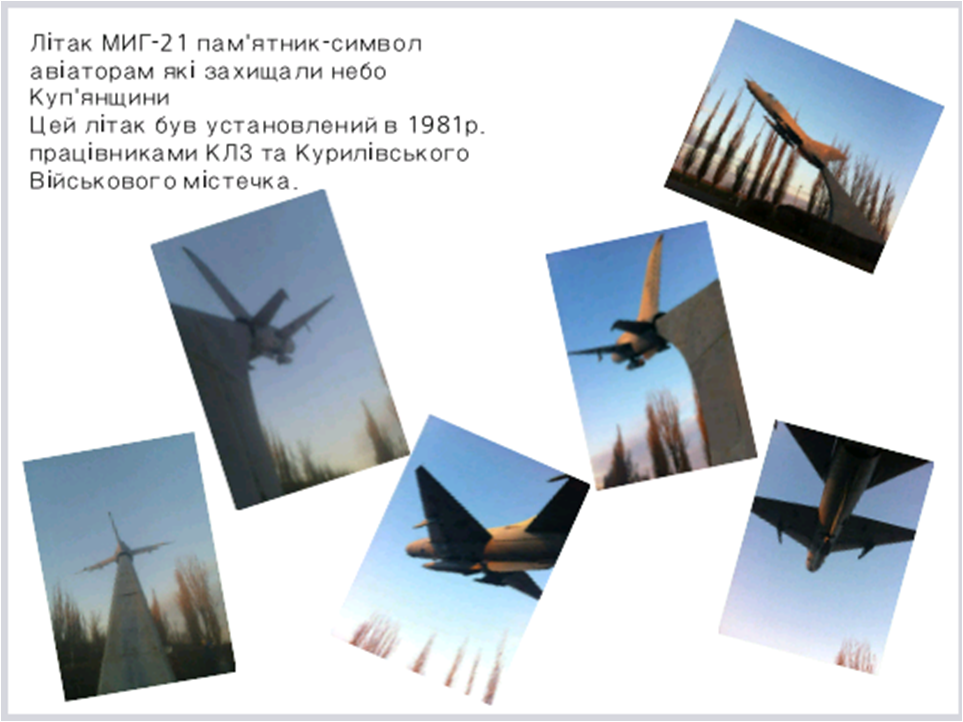 Літак МИГ-21 пам'ятник-символ
авіаторам які захищали небо
Куп'янщини
Цей літак був установлений в 1981р.
працівниками КЛЗ та Курилівського
Військового містечка.